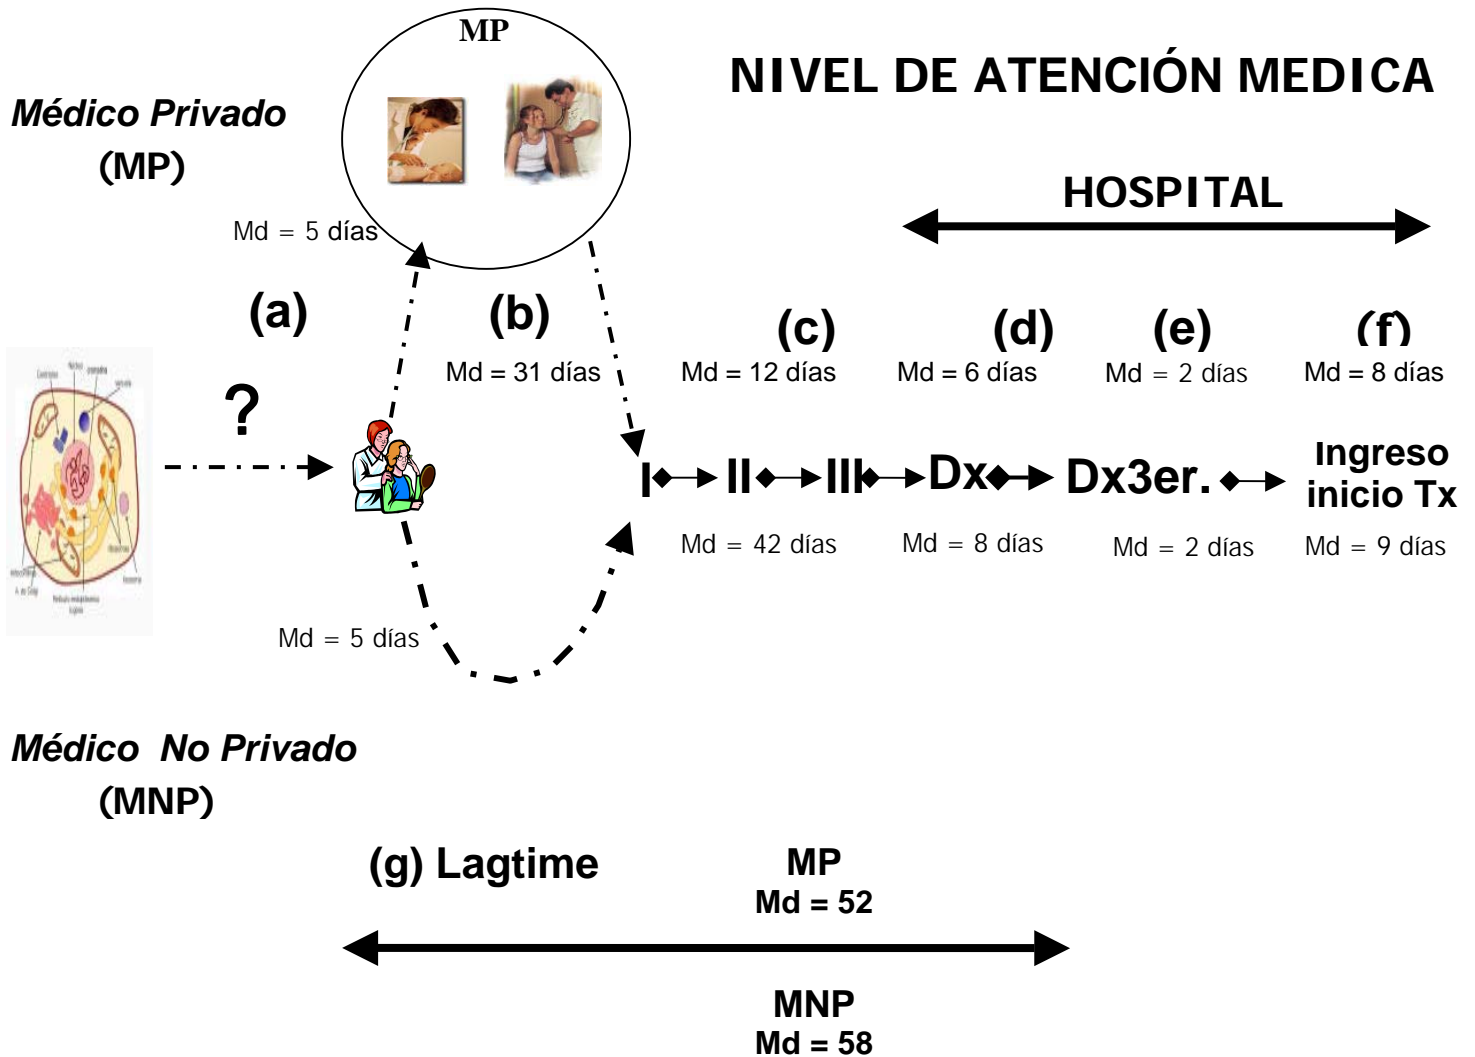 MP
NIVEL DE ATENCIÓN MEDICA
Médico Privado
(MP)
HOSPITAL
Md = 5 días
(a)
(b)
(c)
(d)
(e)
(f)
Md = 31 días
Md = 12 días
Md = 6 días
Md = 2 días
Md = 8 días
?
I
II
III
Dx
Dx3er.
Ingreso
inicio Tx
Md = 42 días
Md = 8 días
Md = 2 días
Md = 9 días
Md = 5 días
Médico No Privado
(MNP)
(g) Lagtime
MP
Md = 52
MNP
Md = 58